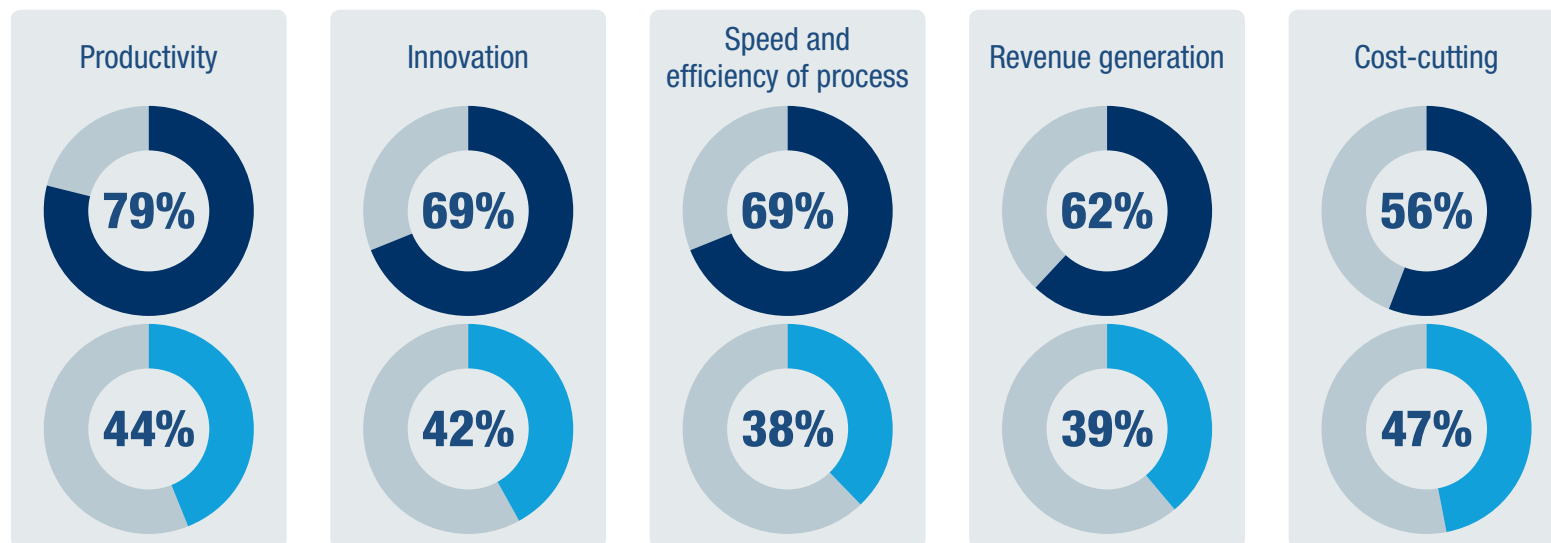 Productivity
79%
44%
Innovation
69%
42%
Speed and
efficiency of process
69%
38%
Revenue generation
62%
39%
Cost-cutting
56%
47%